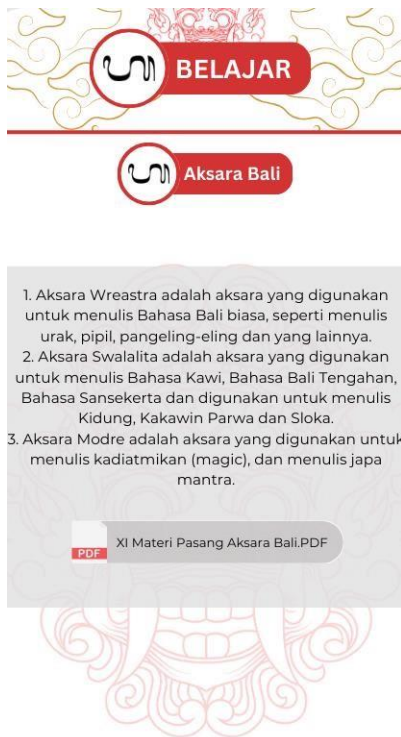 BELAJAR
Aksara Bali
1. Aksara Wreastra adalah aksara yang digunakan
untuk menulis Bahasa Bali biasa, seperti menulis
urak, pipil, pangeling-eling dan yang lainnya.
2. Aksara Swalalita adalah aksara yang digunakan
untuk menulis Bahasa Kawi, Bahasa Bali Tengahan,
Bahasa Sansekerta dan digunakan untuk menulis
Kidung, Kakawin Parwa dan Sloka.
3. Aksara Modre adalah aksara yang digunakan untuk
menulis kadiatmikan (magic), dan menulis japa
mantra.
PDF XI Materi Pasang Aksara Bali.PDF